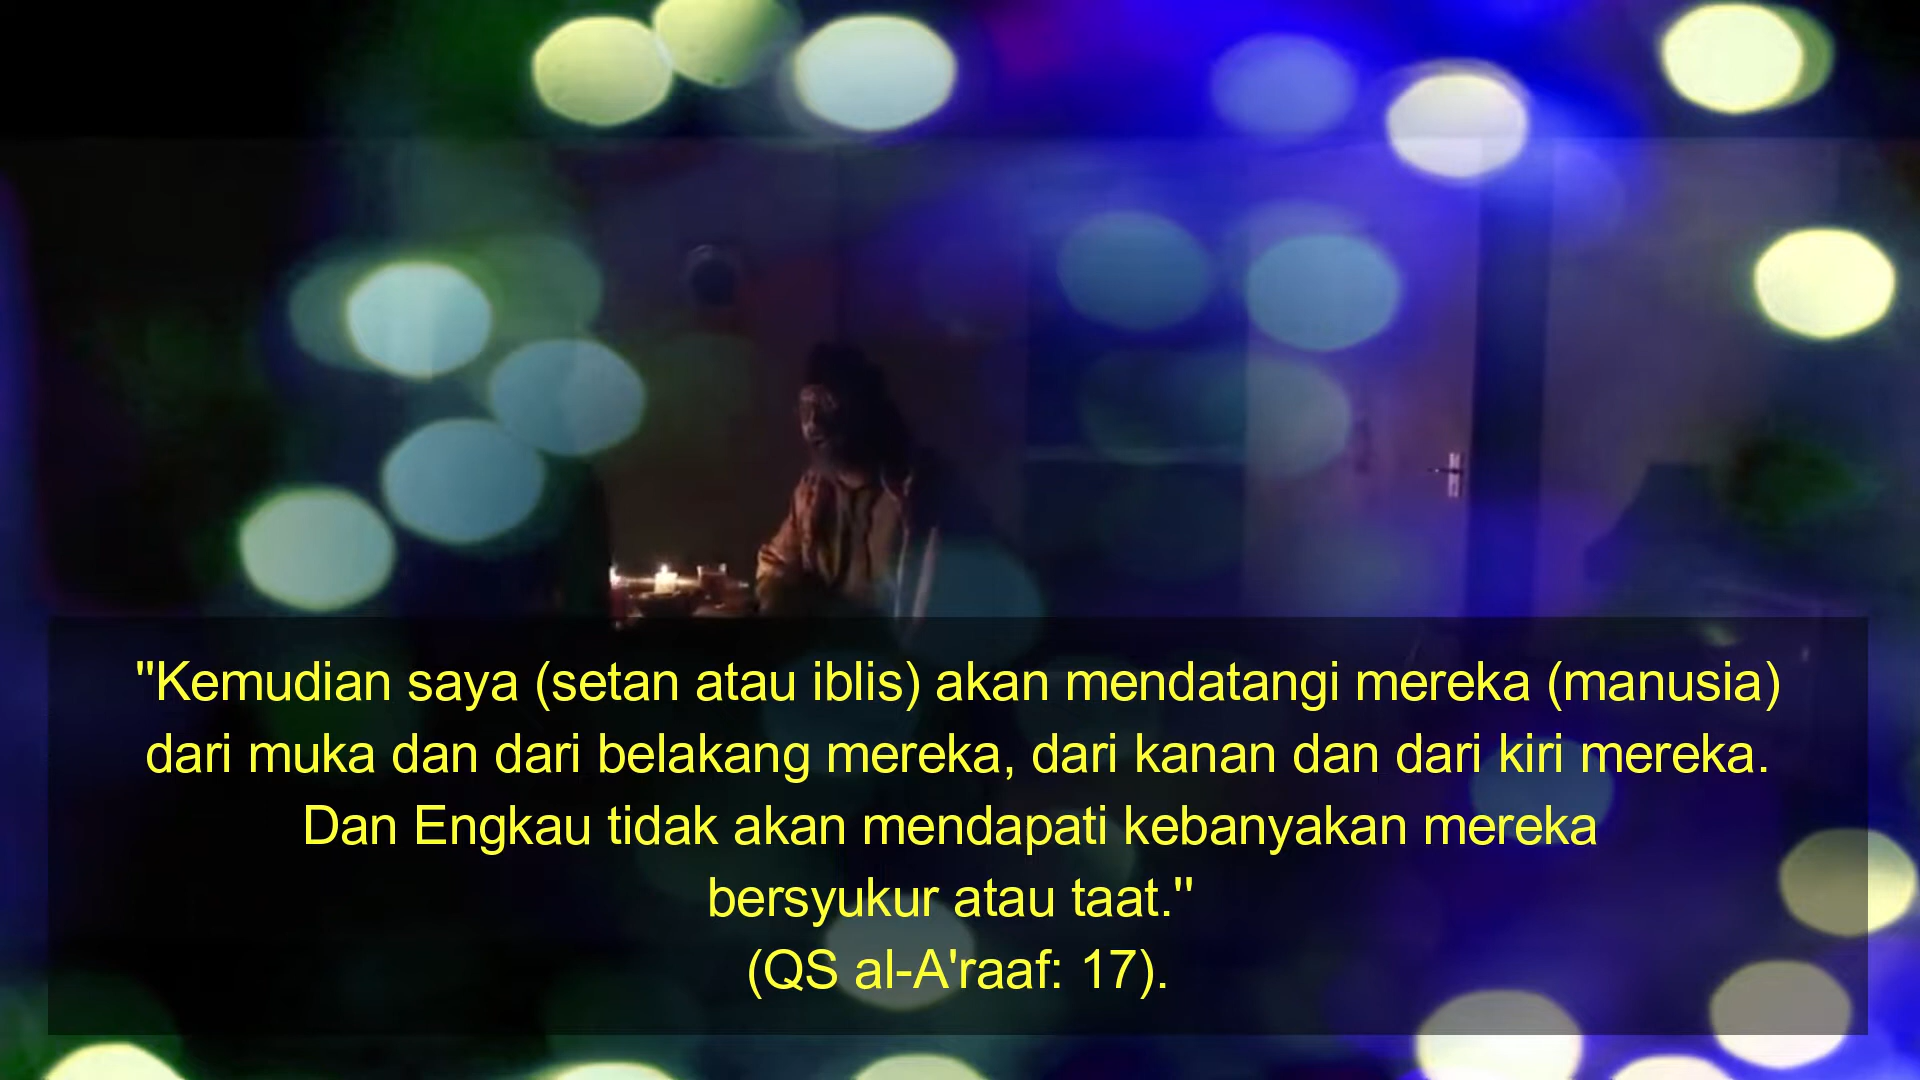 "Kemudian saya (setan atau iblis) akan mendatangi mereka (manusia)
dari muka dan dari belakang mereka, dari kanan dan dari kiri mereka.
Dan Engkau tidak akan mendapati kebanyakan mereka
bersyukur atau taat."
(QS al-A'raaf: 17).